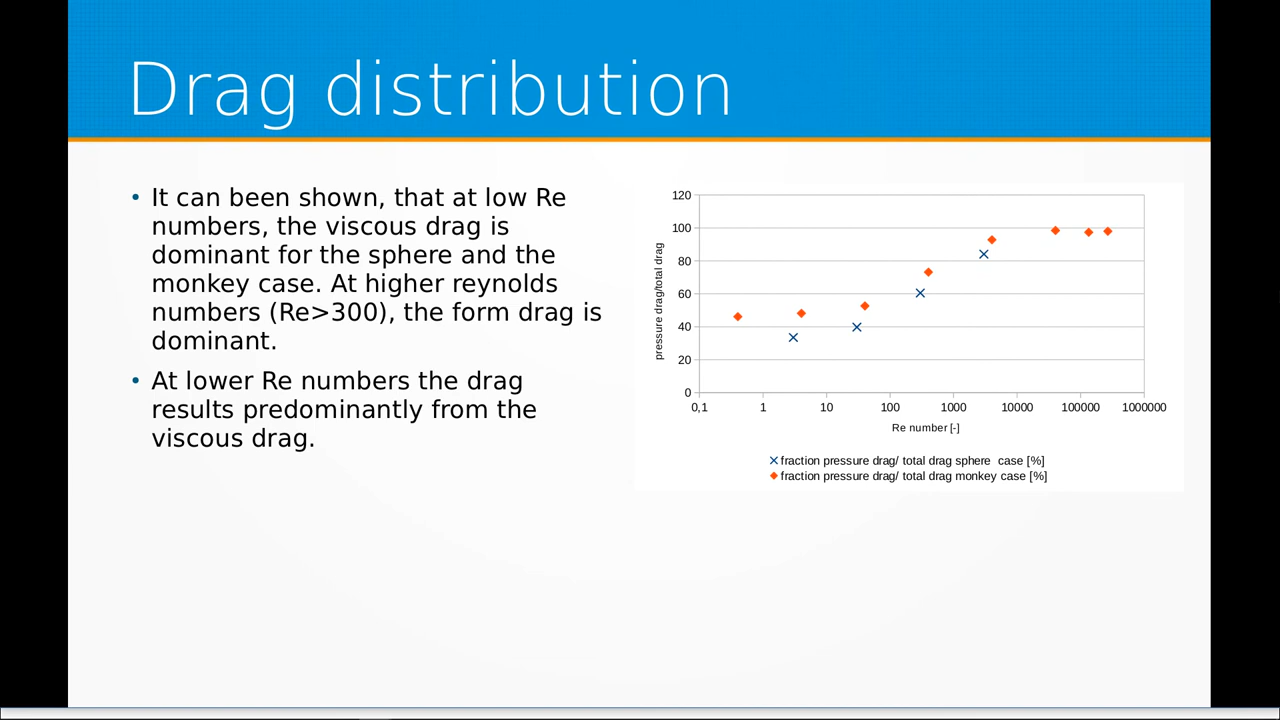 Drag distribution
• It can been shown, that at low Re
numbers, the viscous drag is
dominant for the sphere and the
monkey case. At higher reynolds
numbers (Re>300), the form drag is
dominant.
• At lower Re numbers the drag
results predominantly from the
viscous drag.
pressure drag/total drag
120
100
80
60
40
20
0
0,1 1 10 100 1000 10000 100000 1000000
Re number [-]
fraction pressure drag/ total drag sphere  case [%]
fraction pressure drag/ total drag monkey case [%]